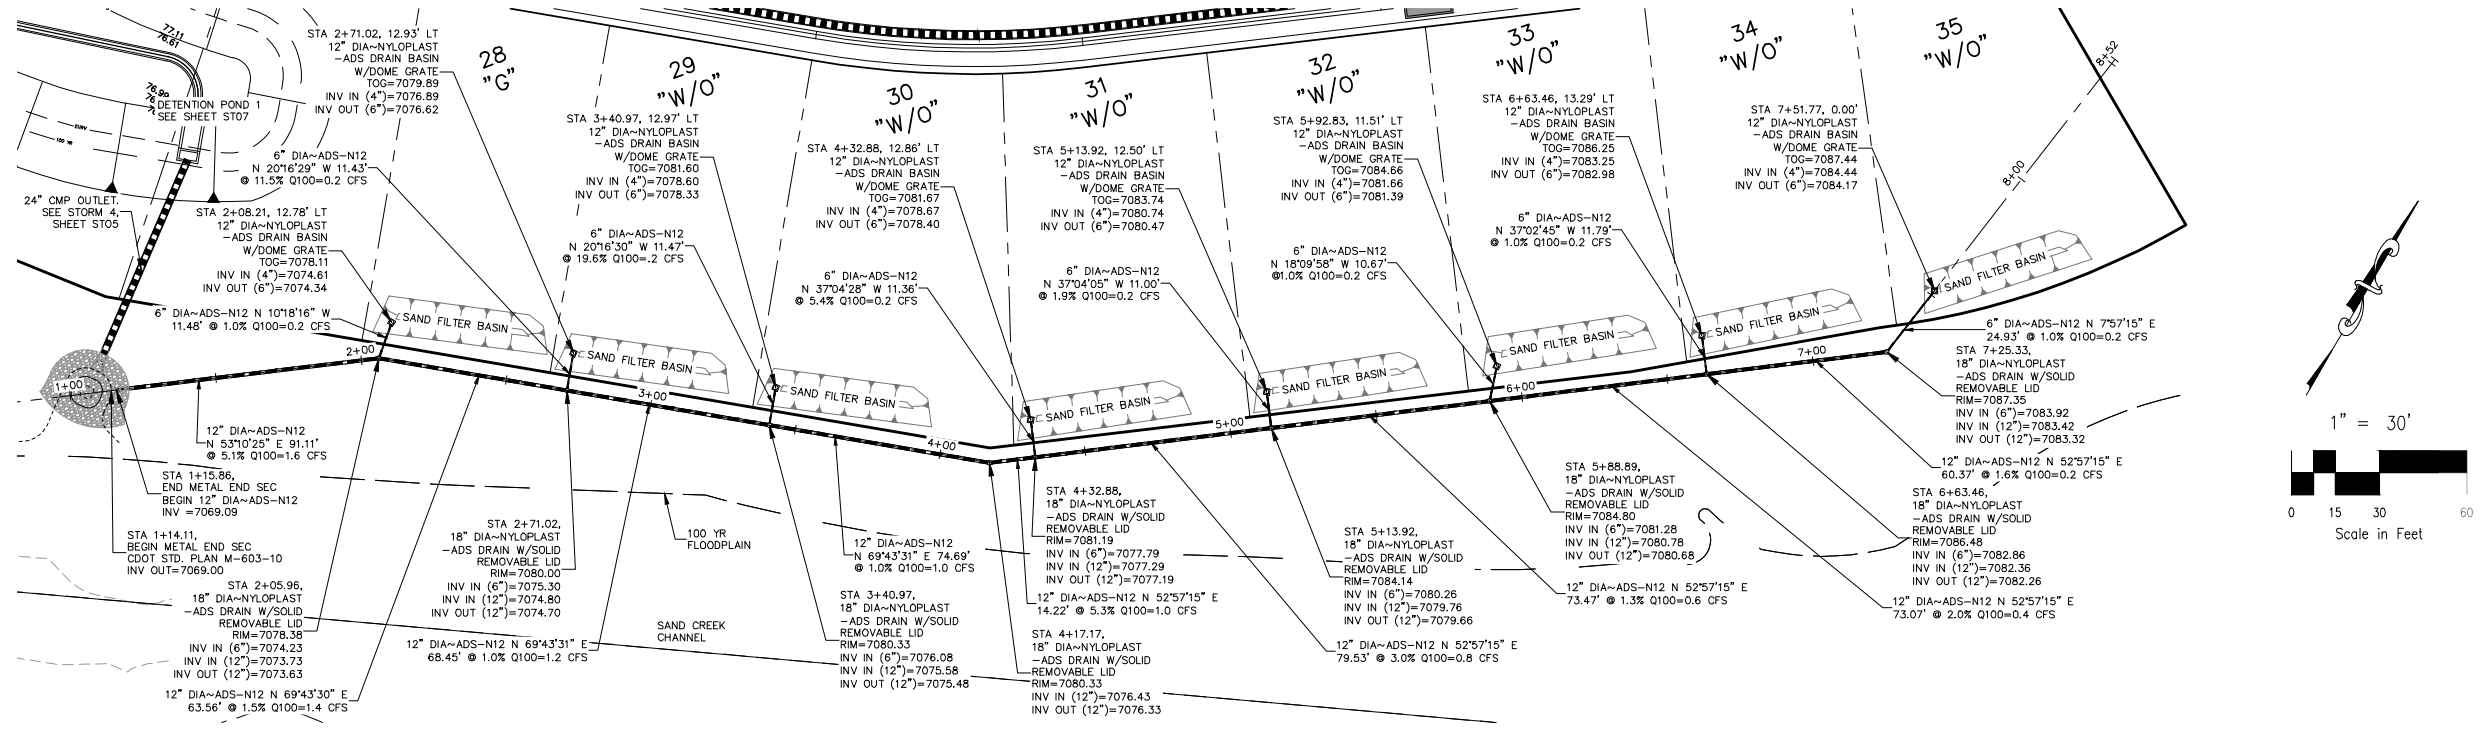 77.11
76.61
76.99
DETENTION POND 1
SEE SHEET ST07
EURV
100 YR
24" CMP OUTLET.
SEE STORM 4,
SHEET ST05
STA 2+71.02, 12.93' LT
12" DIA~NYLOPLAST
-ADS DRAIN BASIN
W/DOME GRATE
TOG=7079.89
INV IN (4")=7076.89
INV OUT (6")=7076.62
6" DIA~ADS-N12
N 20°16'29" W 11.43'
@ 11.5% Q100=0.2 CFS
STA 2+08.21, 12.78' LT
12" DIA~NYLOPLAST
-ADS DRAIN BASIN
W/DOME GRATE
TOG=7078.11
INV IN (4")=7074.61
INV OUT (6")=7074.34
6" DIA~ADS-N12 N 10°18'16" W
11.48' @ 1.0% Q100=0.2 CFS
28
"G"
29
"W/O"
30
"W/O"
31
"W/O"
32
"W/O"
33
"W/O"
34
"W/O"
35
"W/O"
STA 3+40.97, 12.97' LT
12" DIA~NYLOPLAST
-ADS DRAIN BASIN
W/DOME GRATE
TOG=7081.60
INV IN (4")=7078.60
INV OUT (6")=7078.33
6" DIA~ADS-N12
N 20°16'30" W 11.47'
@ 19.6% Q100=.2 CFS
STA 4+32.88, 12.86' LT
12" DIA~NYLOPLAST
-ADS DRAIN BASIN
W/DOME GRATE
TOG=7081.67
INV IN (4")=7078.67
INV OUT (6")=7078.40
6" DIA~ADS-N12
N 37°04'28" W 11.36'
@ 5.4% Q100=0.2 CFS
STA 5+13.92, 12.50' LT
12" DIA~NYLOPLAST
-ADS DRAIN BASIN
W/DOME GRATE
TOG=7083.74
INV IN (4")=7080.74
INV OUT (6")=7080.47
6" DIA~ADS-N12
N 37°04'05" W 11.00'
@ 1.9% Q100=0.2 CFS
STA 5+92.83, 11.51' LT
12" DIA~NYLOPLAST
-ADS DRAIN BASIN
W/DOME GRATE
TOG=7084.66
INV IN (4")=7081.66
INV OUT (6")=7081.39
6" DIA~ADS-N12
N 18°09'58" W 10.67'
@1.0% Q100=0.2 CFS
STA 6+63.46, 13.29' LT
12" DIA~NYLOPLAST
-ADS DRAIN BASIN
W/DOME GRATE
TOG=7086.25
INV IN (4")=7083.25
INV OUT (6")=7082.98
6" DIA~ADS-N12
N 37°02'45" W 11.79'
@ 1.0% Q100=0.2 CFS
STA 7+51.77, 0.00'
12" DIA~NYLOPLAST
-ADS DRAIN BASIN
W/DOME GRATE
TOG=7087.44
INV IN (4")=7084.44
INV OUT (6")=7084.17
8+52
8+00
SAND FILTER BASIN
SAND FILTER BASIN
SAND FILTER BASIN
SAND FILTER BASIN
SAND FILTER BASIN
SAND FILTER BASIN
SAND FILTER BASIN
SAND FILTER BASIN
1+00
2+00
3+00
4+00
5+00
6+00
7+00
6" DIA~ADS-N12 N 7°57'15" E
24.93' @ 1.0% Q100=0.2 CFS
STA 7+25.33,
18" DIA~NYLOPLAST
-ADS DRAIN W/SOLID
REMOVABLE LID
RIM=7087.35
INV IN (6")=7083.92
INV IN (12")=7083.42
INV OUT (12")=7083.32
12" DIA~ADS-N12 N 52°57'15" E
60.37' @ 1.6% Q100=0.2 CFS
12" DIA~ADS-N12
N 53°10'25" E 91.11'
@ 5.1% Q100=1.6 CFS
STA 1+15.86,
END METAL END SEC
BEGIN 12" DIA~ADS-N12
INV =7069.09
STA 1+14.11,
BEGIN METAL END SEC
CDOT STD. PLAN M-603-10
INV OUT=7069.00
STA 2+05.96,
18" DIA~NYLOPLAST
-ADS DRAIN W/SOLID
REMOVABLE LID
RIM=7078.38
INV IN (6")=7074.23
INV IN (12")=7073.73
INV OUT (12")=7073.63
12" DIA~ADS-N12 N 69°43'30" E
63.56' @ 1.5% Q100=1.4 CFS
STA 2+71.02,
18" DIA~NYLOPLAST
-ADS DRAIN W/SOLID
REMOVABLE LID
RIM=7080.00
INV IN (6")=7075.30
INV IN (12")=7074.80
INV OUT (12")=7074.70
12" DIA~ADS-N12 N 69°43'31" E
68.45' @ 1.0% Q100=1.2 CFS
100 YR
FLOODPLAIN
SAND CREEK
CHANNEL
12" DIA~ADS-N12
N 69°43'31" E 74.69'
@ 1.0% Q100=1.0 CFS
STA 3+40.97,
18" DIA~NYLOPLAST
-ADS DRAIN W/SOLID
REMOVABLE LID
RIM=7080.33
INV IN (6")=7076.08
INV IN (12")=7075.58
INV OUT (12")=7075.48
STA 4+32.88,
18" DIA~NYLOPLAST
-ADS DRAIN W/SOLID
REMOVABLE LID
RIM=7081.19
INV IN (6")=7077.79
INV IN (12")=7077.29
INV OUT (12")=7077.19
12" DIA~ADS-N12 N 52°57'15" E
14.22' @ 5.3% Q100=1.0 CFS
STA 4+17.17,
18" DIA~NYLOPLAST
-ADS DRAIN W/SOLID
REMOVABLE LID
RIM=7080.33
INV IN (12")=7076.43
INV OUT (12")=7076.33
STA 5+13.92,
18" DIA~NYLOPLAST
-ADS DRAIN W/SOLID
REMOVABLE LID
RIM=7084.14
INV IN (6")=7080.26
INV IN (12")=7079.76
INV OUT (12")=7079.66
12" DIA~ADS-N12 N 52°57'15" E
79.53' @ 3.0% Q100=0.8 CFS
STA 5+88.89,
18" DIA~NYLOPLAST
-ADS DRAIN W/SOLID
REMOVABLE LID
RIM=7084.80
INV IN (6")=7081.28
INV IN (12")=7080.78
INV OUT (12")=7080.68
12" DIA~ADS-N12 N 52°57'15" E
73.47' @ 1.3% Q100=0.6 CFS
STA 6+63.46,
18" DIA~NYLOPLAST
-ADS DRAIN W/SOLID
REMOVABLE LID
RIM=7086.48
INV IN (6")=7082.86
INV IN (12")=7082.36
INV OUT (12")=7082.26
12" DIA~ADS-N12 N 52°57'15" E
73.07' @ 2.0% Q100=0.4 CFS
1" = 30'
0 15 30 60
Scale in Feet